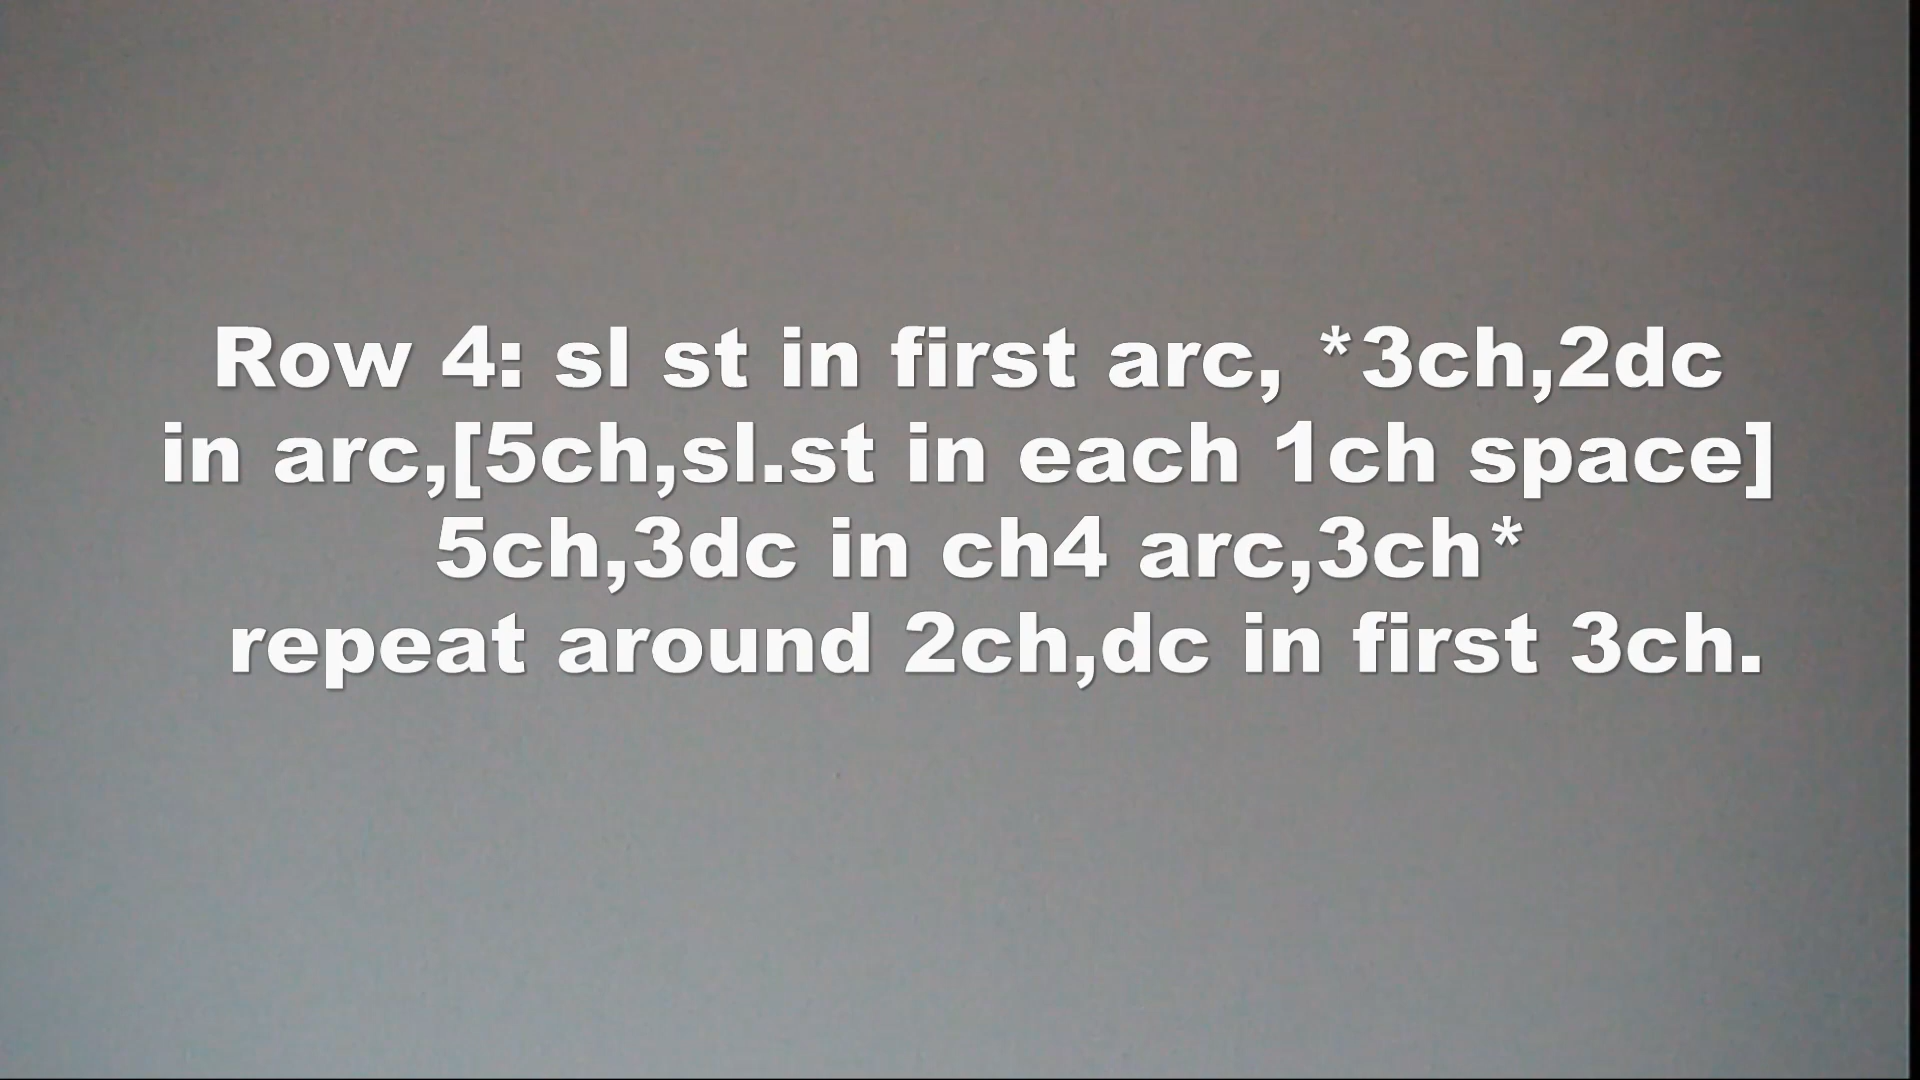 Row 4: sl st in first arc, *3ch,2dc
in arc,[5ch,sl.st in each 1ch space]
5ch,3dc in ch4 arc,3ch*
repeat around 2ch,dc in first 3ch.